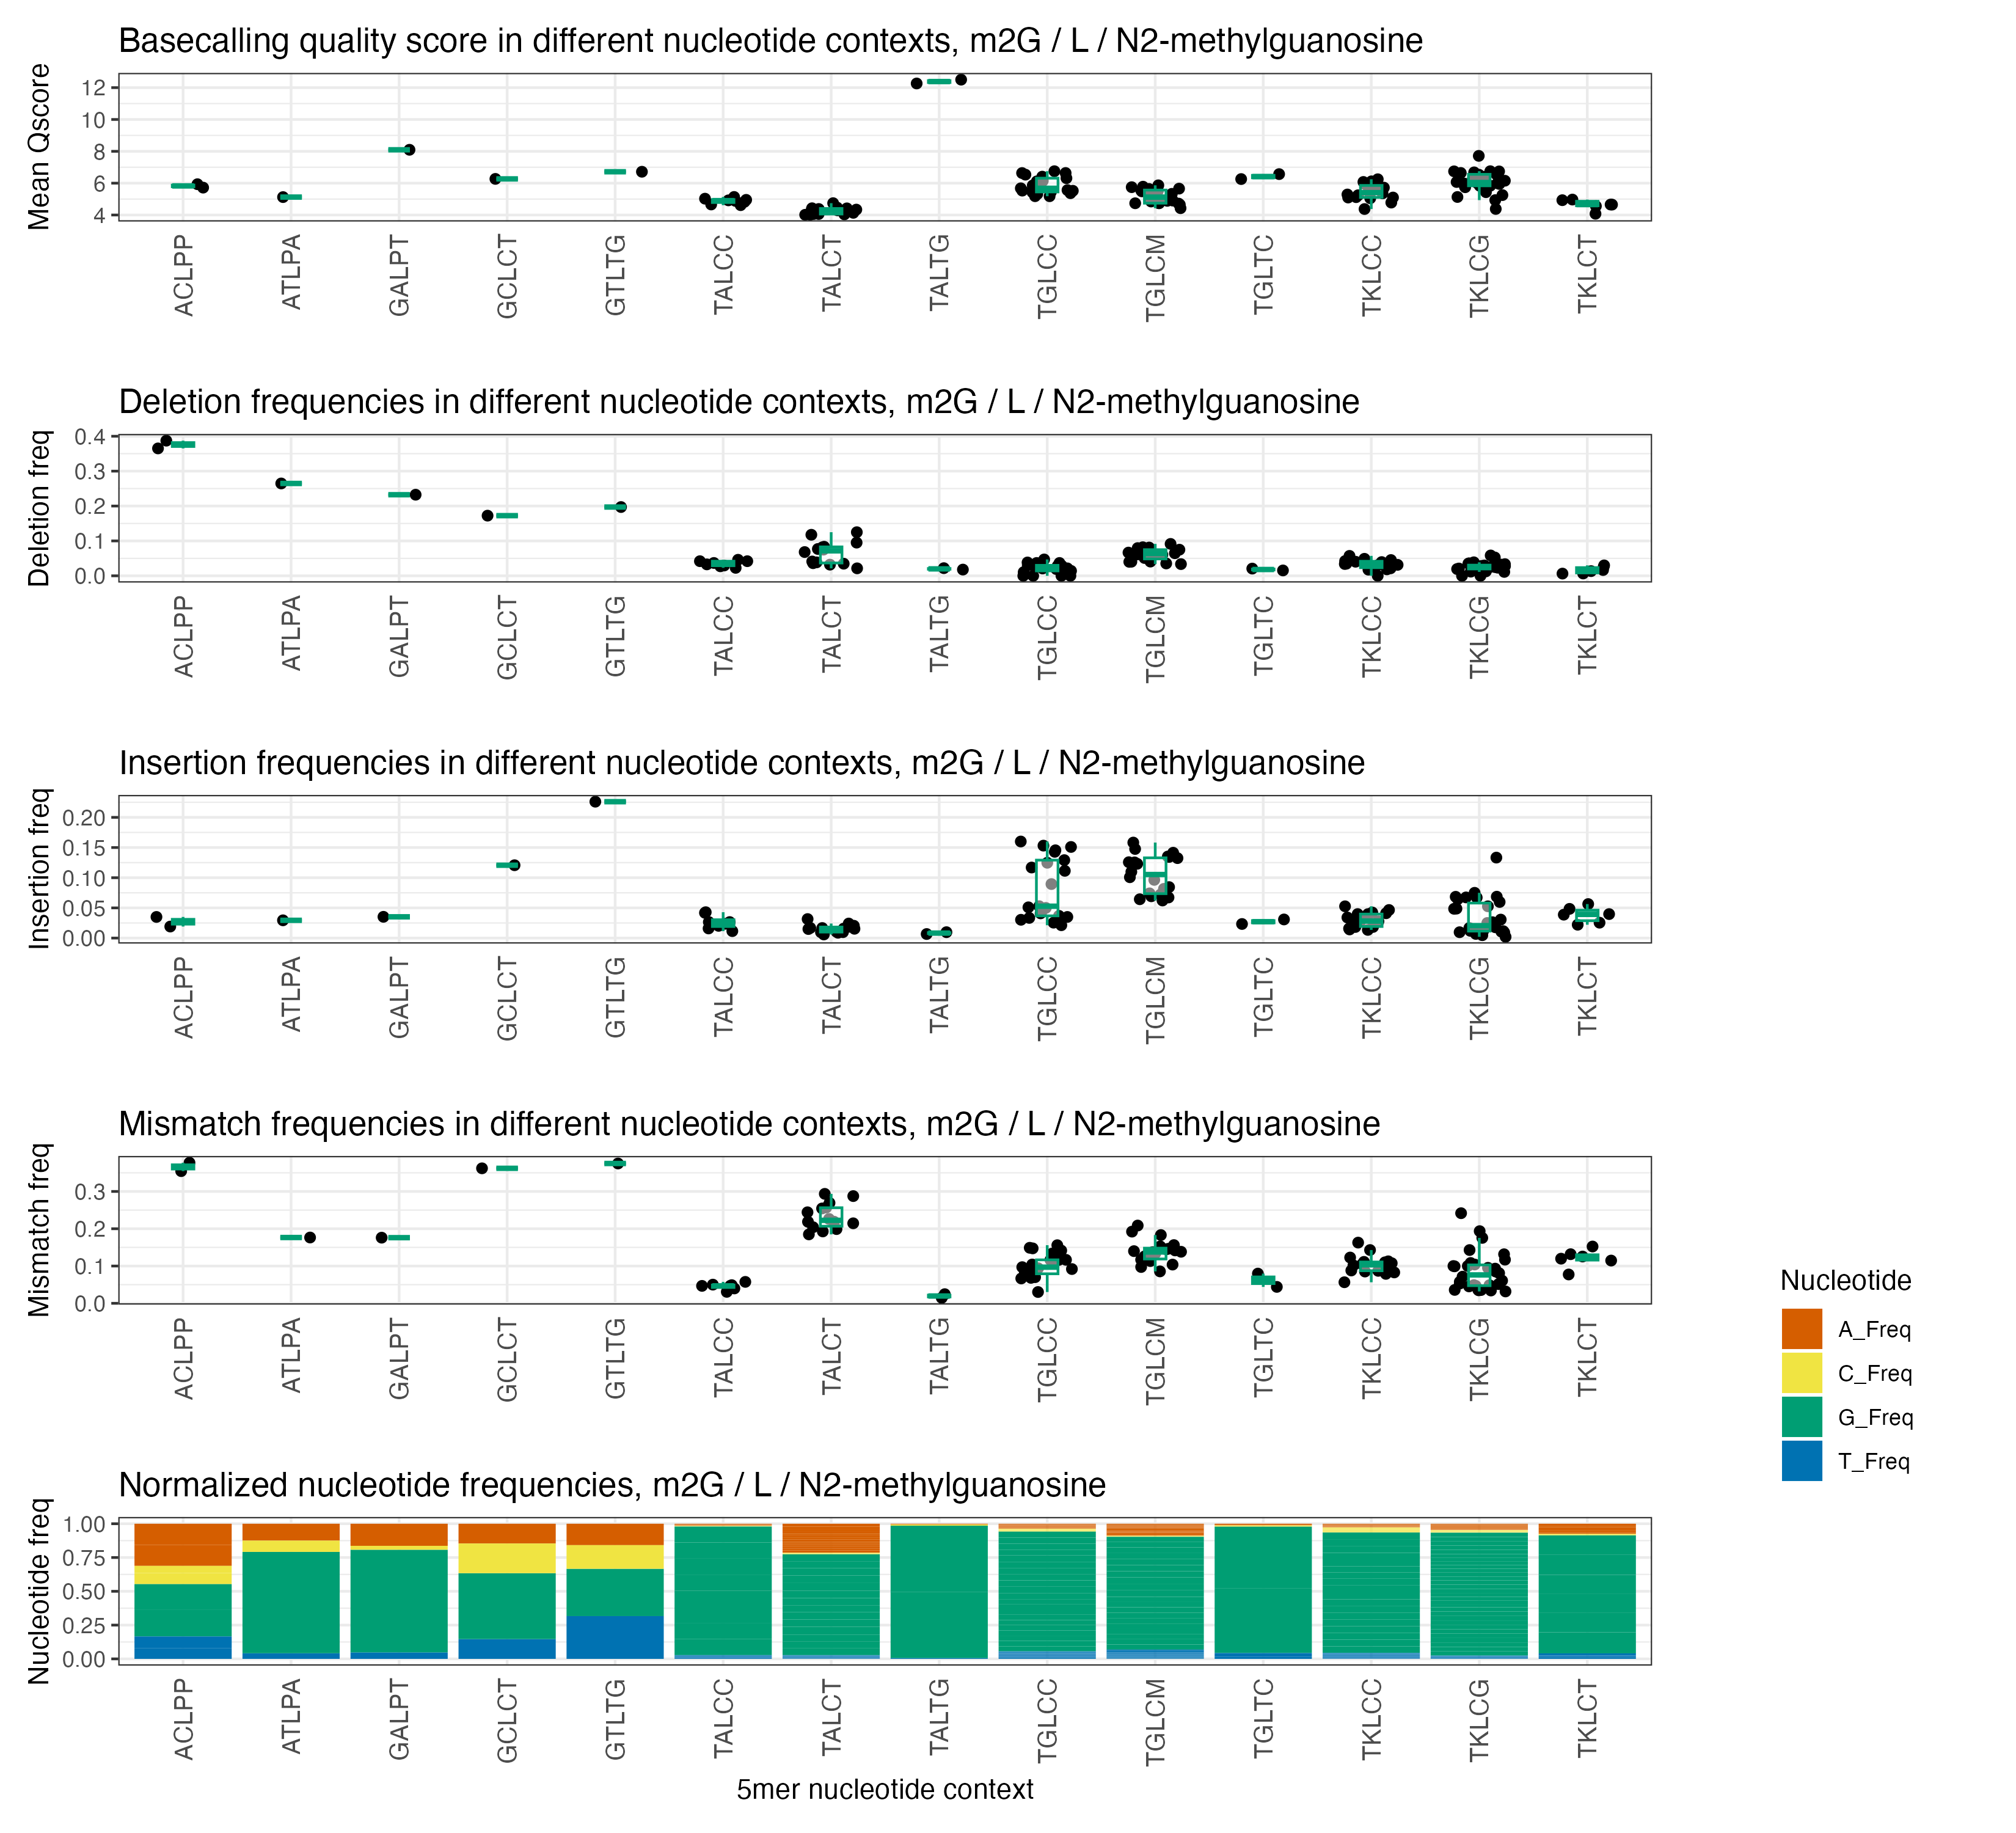 Basecalling quality score in different nucleotide contexts, m2G / L / N2-methylguanosine
Mean Qscore
12
10
8
6
4
ACLPP ATLPA GALPT GCLCT GTLTG TALCC TALCT TALTG TGLCC TGLCM TGLTC TKLCC TKLCG TKLCT
Deletion frequencies in different nucleotide contexts, m2G / L / N2-methylguanosine
Deletion freq
0.4
0.3
0.2
0.1
0.0
ACLPP ATLPA GALPT GCLCT GTLTG TALCC TALCT TALTG TGLCC TGLCM TGLTC TKLCC TKLCG TKLCT
Insertion frequencies in different nucleotide contexts, m2G / L / N2-methylguanosine
Insertion freq
0.20
0.15
0.10
0.05
0.00
ACLPP ATLPA GALPT GCLCT GTLTG TALCC TALCT TALTG TGLCC TGLCM TGLTC TKLCC TKLCG TKLCT
Mismatch frequencies in different nucleotide contexts, m2G / L / N2-methylguanosine
Mismatch freq
0.3
0.2
0.1
0.0
ACLPP ATLPA GALPT GCLCT GTLTG TALCC TALCT TALTG TGLCC TGLCM TGLTC TKLCC TKLCG TKLCT
Nucleotide
A_Freq
C_Freq
G_Freq
T_Freq
Normalized nucleotide frequencies, m2G / L / N2-methylguanosine
Nucleotide freq
1.00
0.75
0.50
0.25
0.00
ACLPP ATLPA GALPT GCLCT GTLTG TALCC TALCT TALTG TGLCC TGLCM TGLTC TKLCC TKLCG TKLCT
5mer nucleotide context